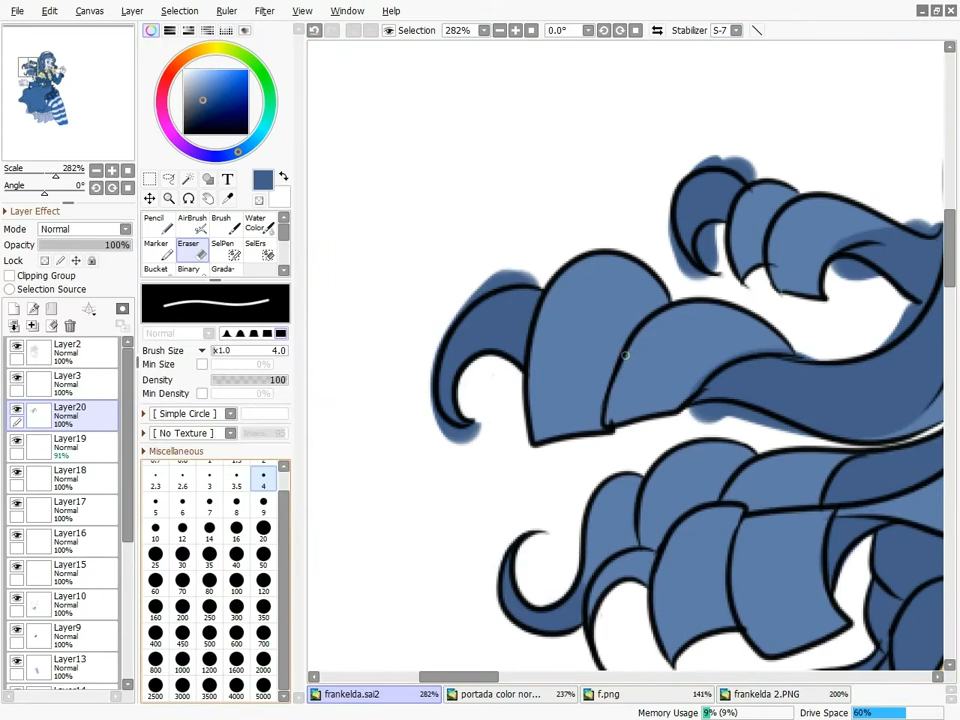 File Edit Canvas Layer Selection Ruler Filter View Window Help
Selection 282% 0.0° Stabilizer S-7
Scale 282%
Angle 0°
Layer Effect
Mode Normal
Opacity 100%
Lock
Clipping Group
Selection Source
Layer2
Normal
100%
Layer3
Normal
100%
Layer20
Normal
100%
Layer19
Normal
91%
Layer18
Normal
100%
Layer17
Normal
100%
Layer16
Normal
100%
Layer15
Normal
100%
Layer10
Normal
100%
Layer9
Normal
100%
Layer13
Normal
100%
T
Pencil AirBrush Brush Water Color
Marker Eraser SelPen SelErs
Bucket Binary Grada-
Normal
Brush Size x1.0 4.0
Min Size 0%
Density 100
Min Density 0%
[ Simple Circle ]
[ No Texture ]
Miscellaneous
2.3 2.6 3 3.5 4
5 6 7 8 9
10 12 14 16 20
25 30 35 40 50
60 70 80 100 120
160 200 250 300 350
400 450 500 600 700
800 1000 1200 1600 2000
2500 3000 3500 4000 5000
frankelda.sai2 282% portada color nor... 237% f.png 141% frankelda 2.PNG 200%
Memory Usage 9% (9%) Drive Space 60%